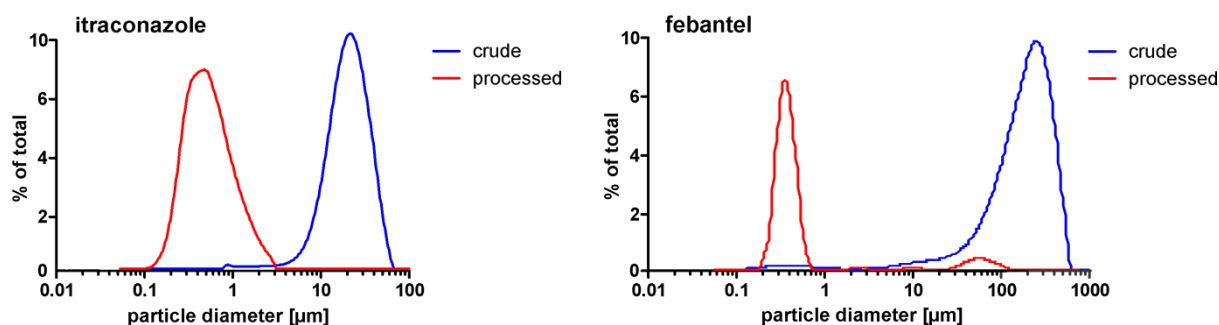 itraconazole
10
6
4
2
0
% of total
0.01 0.1 1 10 100
particle diameter [µm]
crude
processed
febantel
10
6
4
2
0
% of total
0.01 0.1 1 10 100 1000
particle diameter [µm]
crude
processed